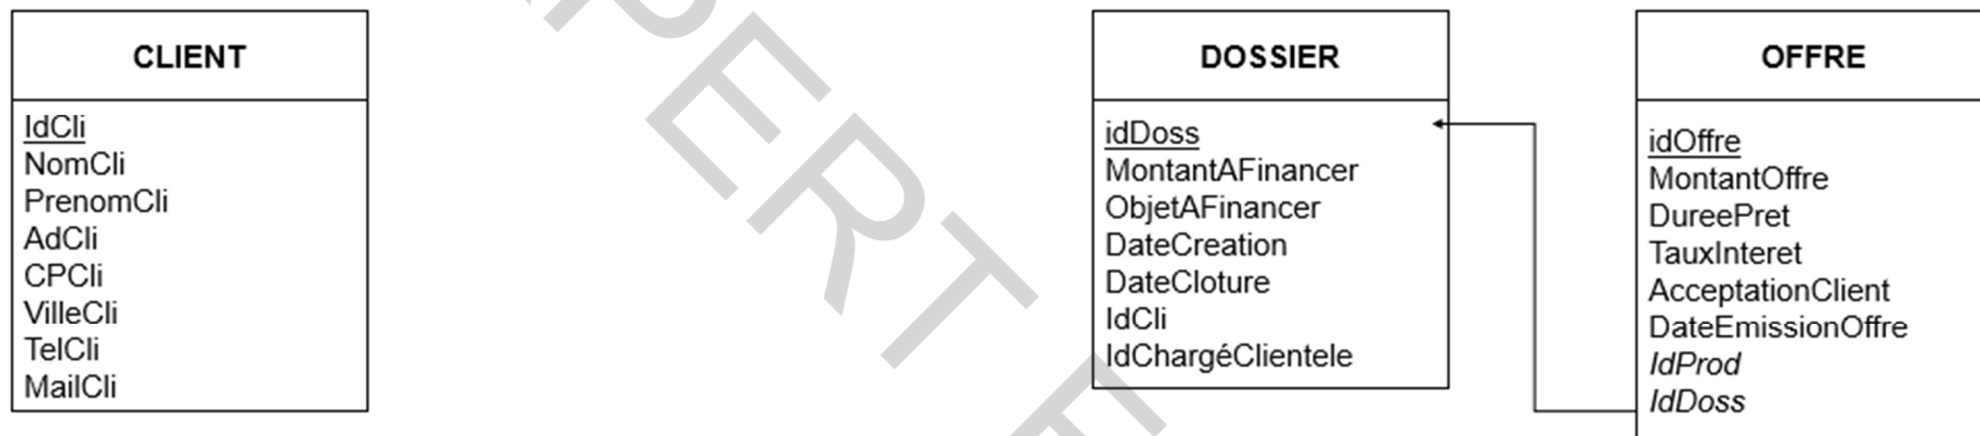 CLIENT
IdCli
NomCli
PrenomCli
AdCli
CPCli
VilleCli
TelCli
MailCli
DOSSIER
idDoss
MontantAFinancer
ObjetAFinancer
DateCreation
DateCloture
IdCli
IdChargéClientele
OFFRE
idOffre
MontantOffre
DureePret
TauxInteret
AcceptationClient
DateEmissionOffre
IdProd
IdDoss
PERT